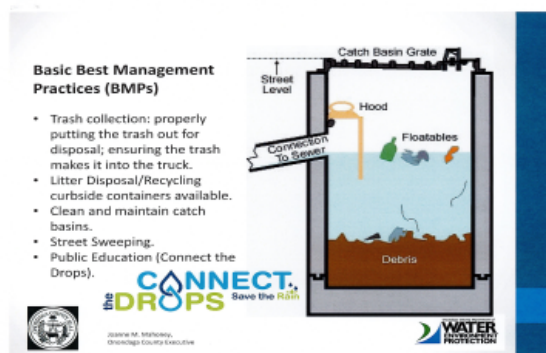 Basic Best Management
Practices (BMPs)
• Trash collection: properly
putting the trash out for
disposal; ensuring the trash
makes it into the truck.
• Litter Disposal/Recycling
curbside containers available.
• Clean and maintain catch
basins.
• Street Sweeping.
• Public Education (Connect the
Drops).
Catch Basin Grate
Street
Level
Hood
Floatables
Connection
To Sewer
Debris
CONNECT
the DROPS
Save the Rain
Joanne M. Mahoney,
Onondaga County Executive
WATER
ENVIRONMENT
PROTECTION